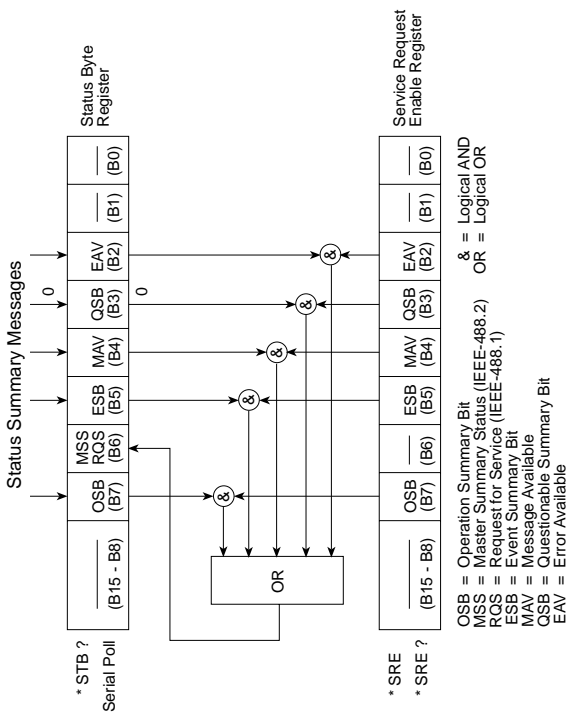 Status Summary Messages
0
* STB ?
Serial Poll
(B15 - B8)
OSB
(B7)
MSS
RQS
(B6)
ESB
(B5)
MAV
(B4)
QSB
(B3)
EAV
(B2)
(B1)
(B0)
Status Byte
Register
0
&
&
&
&
&
OR
* SRE
* SRE ?
(B15 - B8)
OSB
(B7)
(B6)
ESB
(B5)
MAV
(B4)
QSB
(B3)
EAV
(B2)
(B1)
(B0)
Service Request
Enable Register
OSB = Operation Summary Bit
MSS = Master Summary Status (IEEE-488.2)
RQS = Request for Service (IEEE-488.1)
ESB = Event Summary Bit
MAV = Message Available
QSB = Questionable Summary Bit
EAV = Error Available
& = Logical AND
OR = Logical OR